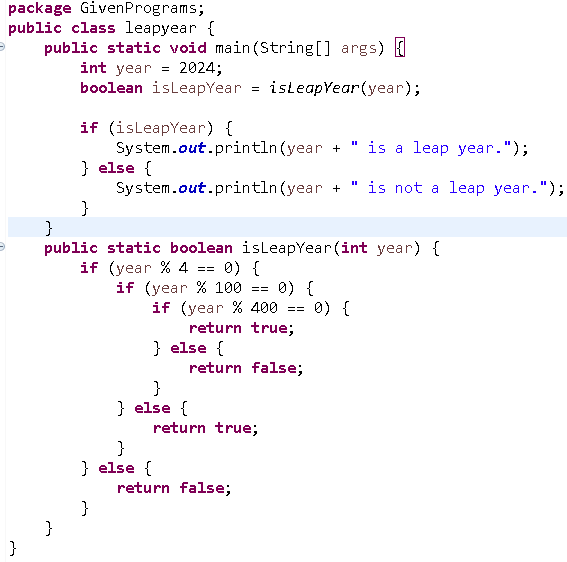 package GivenPrograms;
public class leapyear {
    public static void main(String[] args) {
        int year = 2024;
        boolean isLeapYear = isLeapYear(year);

        if (isLeapYear) {
            System.out.println(year + " is a leap year.");
        } else {
            System.out.println(year + " is not a leap year.");
        }
    }
    public static boolean isLeapYear(int year) {
        if (year % 4 == 0) {
            if (year % 100 == 0) {
                if (year % 400 == 0) {
                    return true;
                } else {
                    return false;
                }
            } else {
                return true;
            }
        } else {
            return false;
        }
    }
}